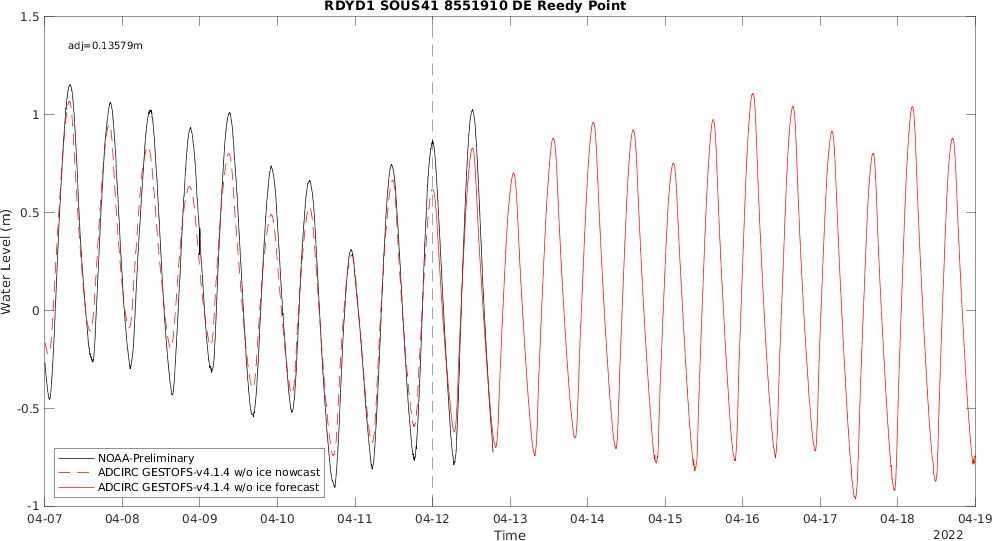 RDYD1 SOUS41 8551910 DE Reedy Point
adj=0.13579m
1.5
1
0.5
0
-0.5
-1
Water Level (m)
NOAA-Preliminary
ADCIRC GESTOFS-v4.1.4 w/o ice nowcast
ADCIRC GESTOFS-v4.1.4 w/o ice forecast
04-07 04-08 04-09 04-10 04-11 04-12 04-13 04-14 04-15 04-16 04-17 04-18 04-19
Time
2022